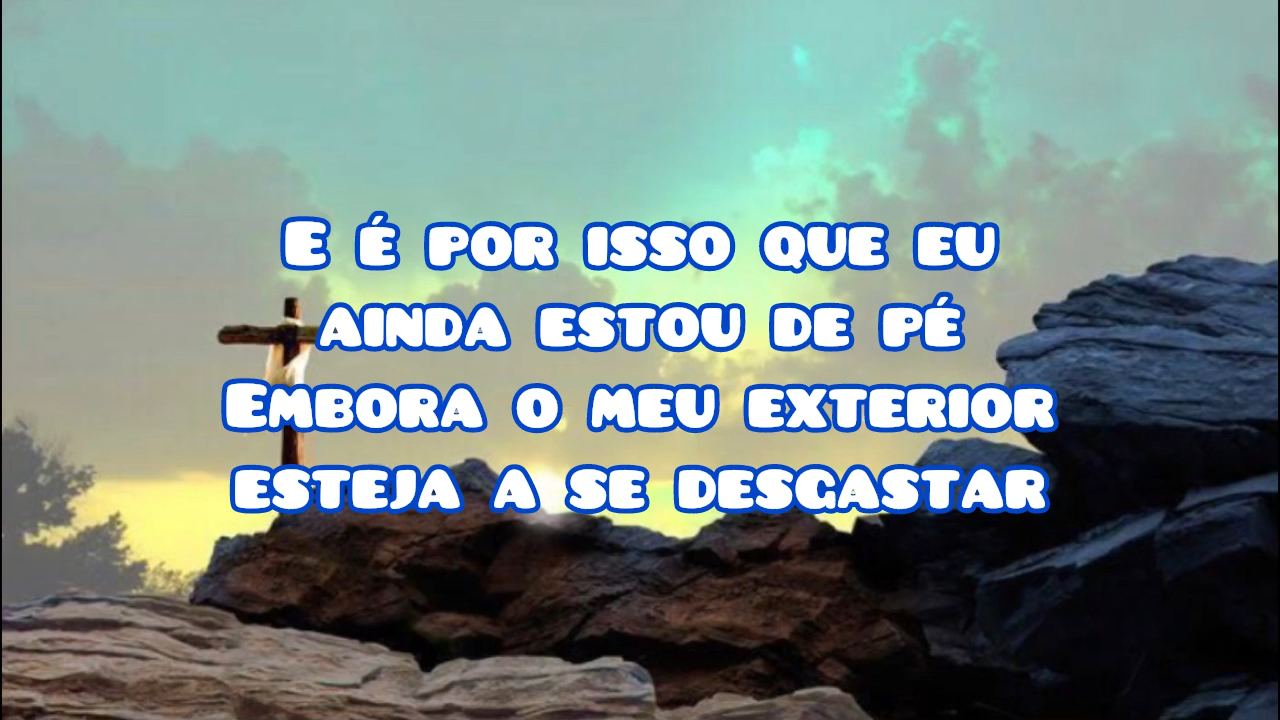 E é por isso que eu
ainda estou de pé
Embora o meu exterior
esteja a se desgastar